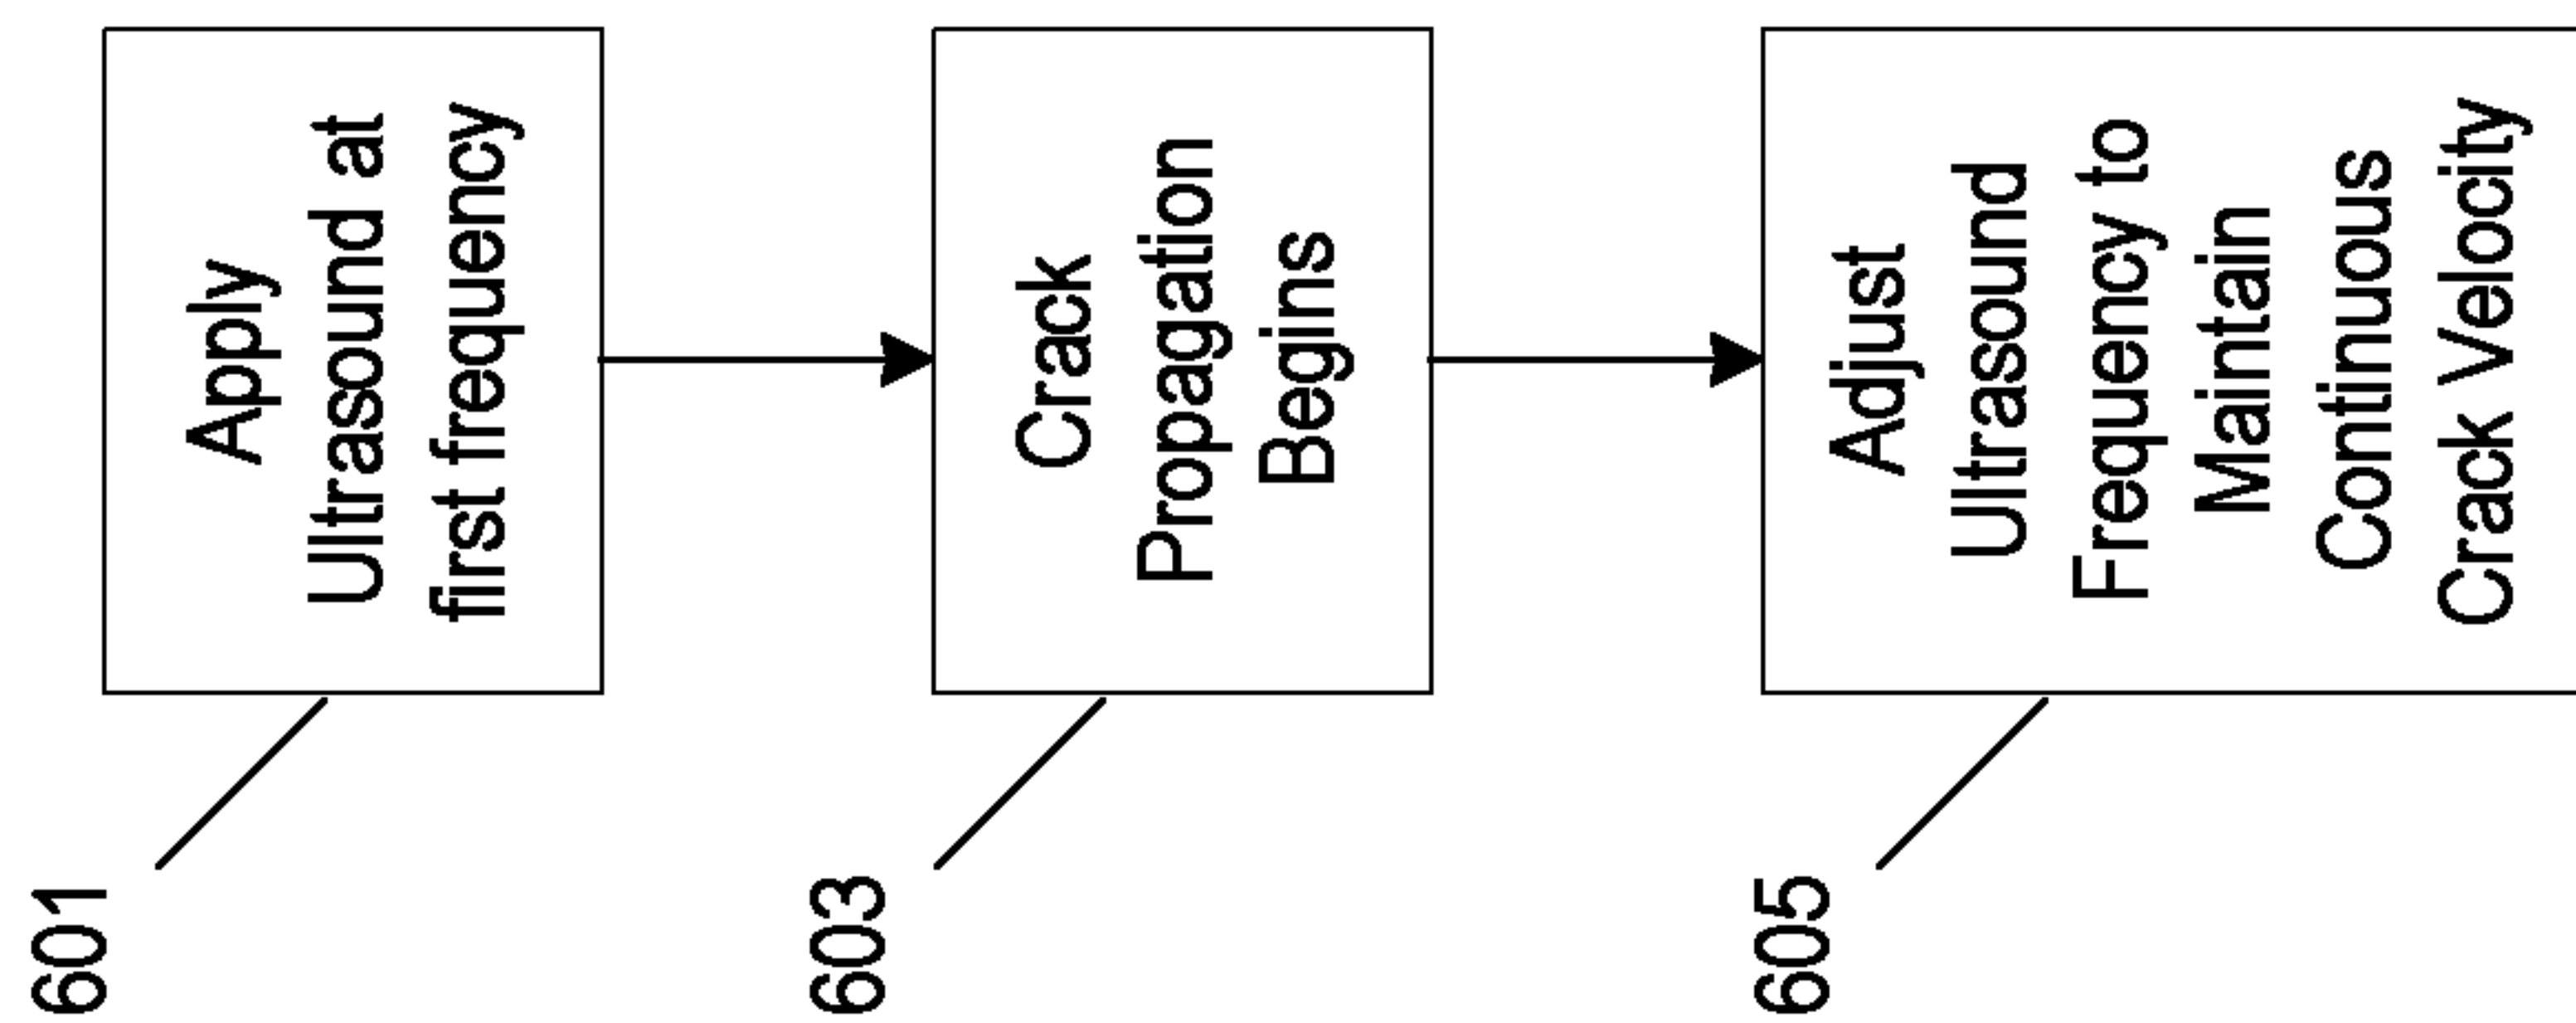 601
Apply
Ultrasound at
first frequency
603
Crack
Propagation
Begins
605
Adjust
Ultrasound
Frequency to
Maintain
Continuous
Crack Velocity